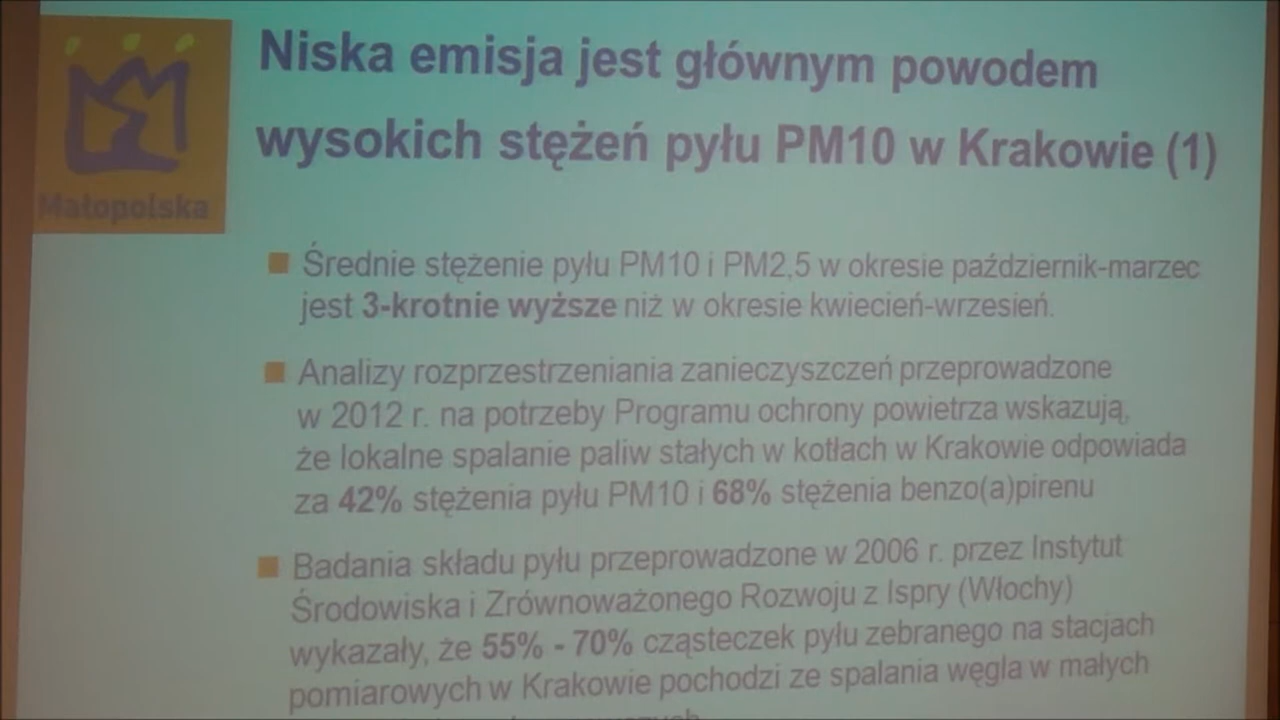 Niska emisja jest głównym powodem
wysokich stężeń pyłu PM10 w Krakowie (1)
Małopolska
Średnie stężenie pyłu PM10 i PM2,5 w okresie październik-marzec
jest 3-krotnie wyższe niż w okresie kwiecień-wrzesień.
Analizy rozprzestrzeniania zanieczyszczeń przeprowadzone
w 2012 r. na potrzeby Programu ochrony powietrza wskazują,
że lokalne spalanie paliw stałych w kotłach w Krakowie odpowiada
za 42% stężenia pyłu PM10 i 68% stężenia benzo(a)pirenu
Badania składu pyłu przeprowadzone w 2006 r. przez Instytut
Środowiska i Zrównoważonego Rozwoju z Ispry (Włochy)
wykazały, że 55% - 70% cząsteczek pyłu zebranego na stacjach
pomiarowych w Krakowie pochodzi ze spalania węgla w małych